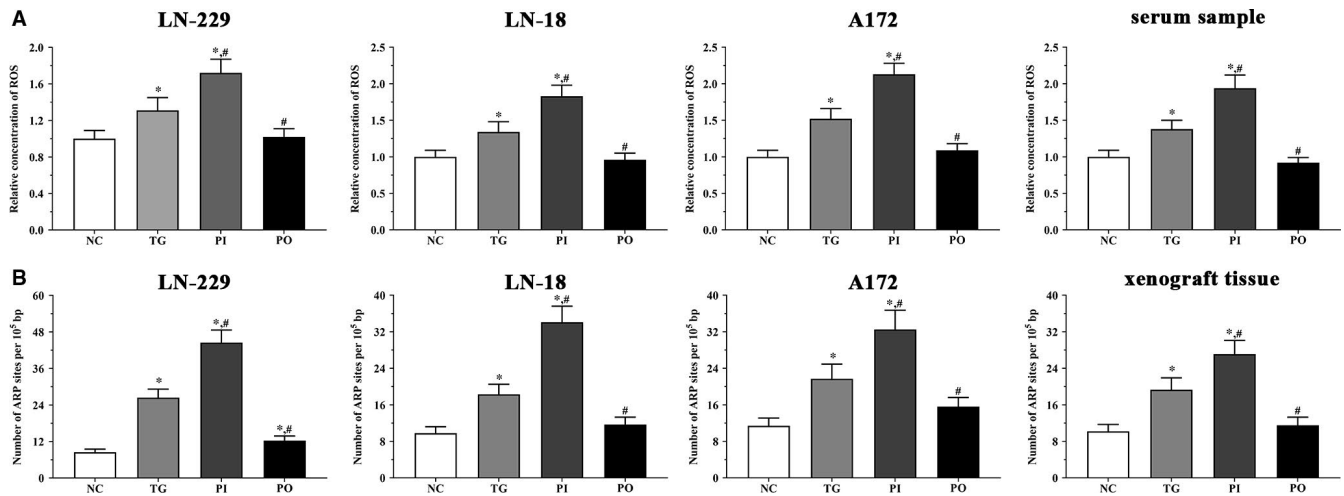 A
LN-229
LN-18
A172
serum sample
Relative concentration of ROS
2.0
1.6
1.2
0.8
0.4
0.0
*
*,#
#
NC TG PI PO
Relative concentration of ROS
2.5
2.0
1.5
1.0
0.5
0.0
*
*,#
#
NC TG PI PO
Relative concentration of ROS
2.5
2.0
1.5
1.0
0.5
0.0
*
*,#
#
NC TG PI PO
Relative concentration of ROS
2.5
2.0
1.5
1.0
0.5
0.0
*
*,#
#
NC TG PI PO
B
LN-229
LN-18
A172
xenograft tissue
Number of ARP sites per 10⁵ bp
60
48
36
24
12
0
*
*,#
*,#
NC TG PI PO
Number of ARP sites per 10⁵ bp
40
32
24
16
8
0
*
*,#
#
NC TG PI PO
Number of ARP sites per 10⁵ bp
40
32
24
16
8
0
*
*,#
#
NC TG PI PO
Number of ARP sites per 10⁵ bp
40
32
24
16
8
0
*
*,#
#
NC TG PI PO